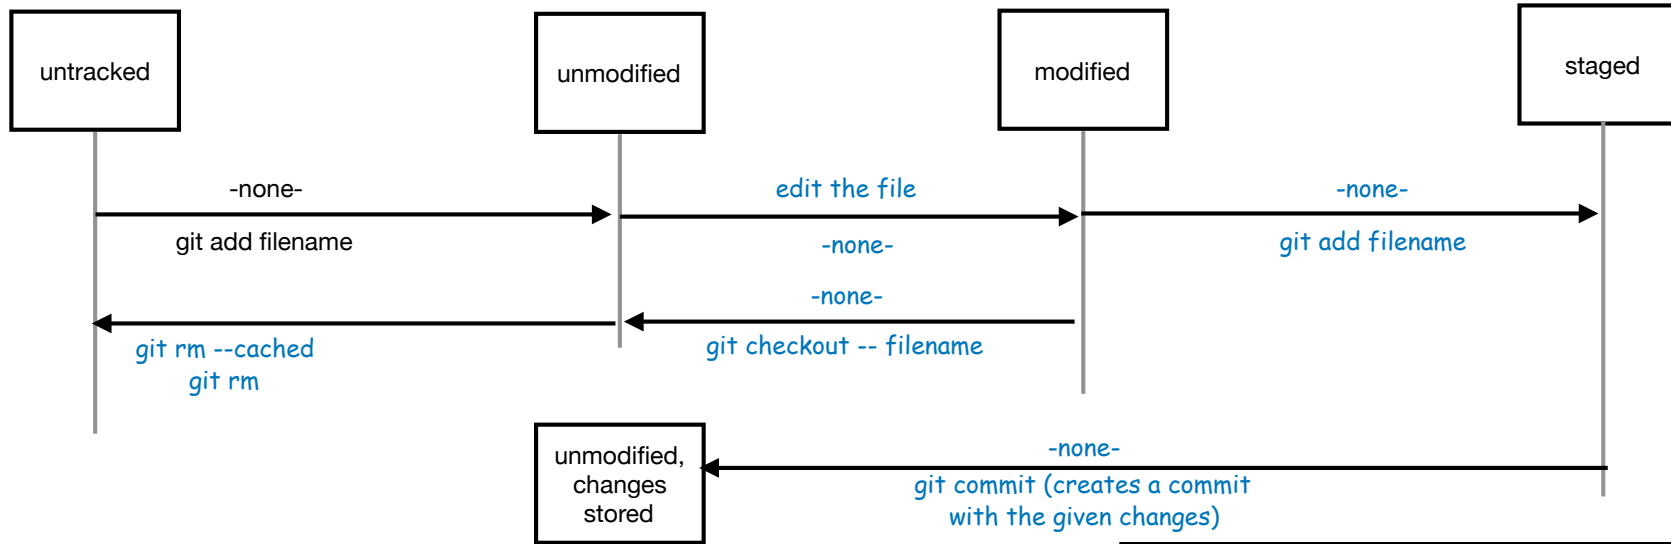 untracked
unmodified
modified
staged
-none-
git add filename
edit the file
-none-
-none-
git add filename
git rm --cached
git rm
-none-
git checkout -- filename
unmodified,
changes
stored
-none-
git commit (creates a commit
with the given changes)